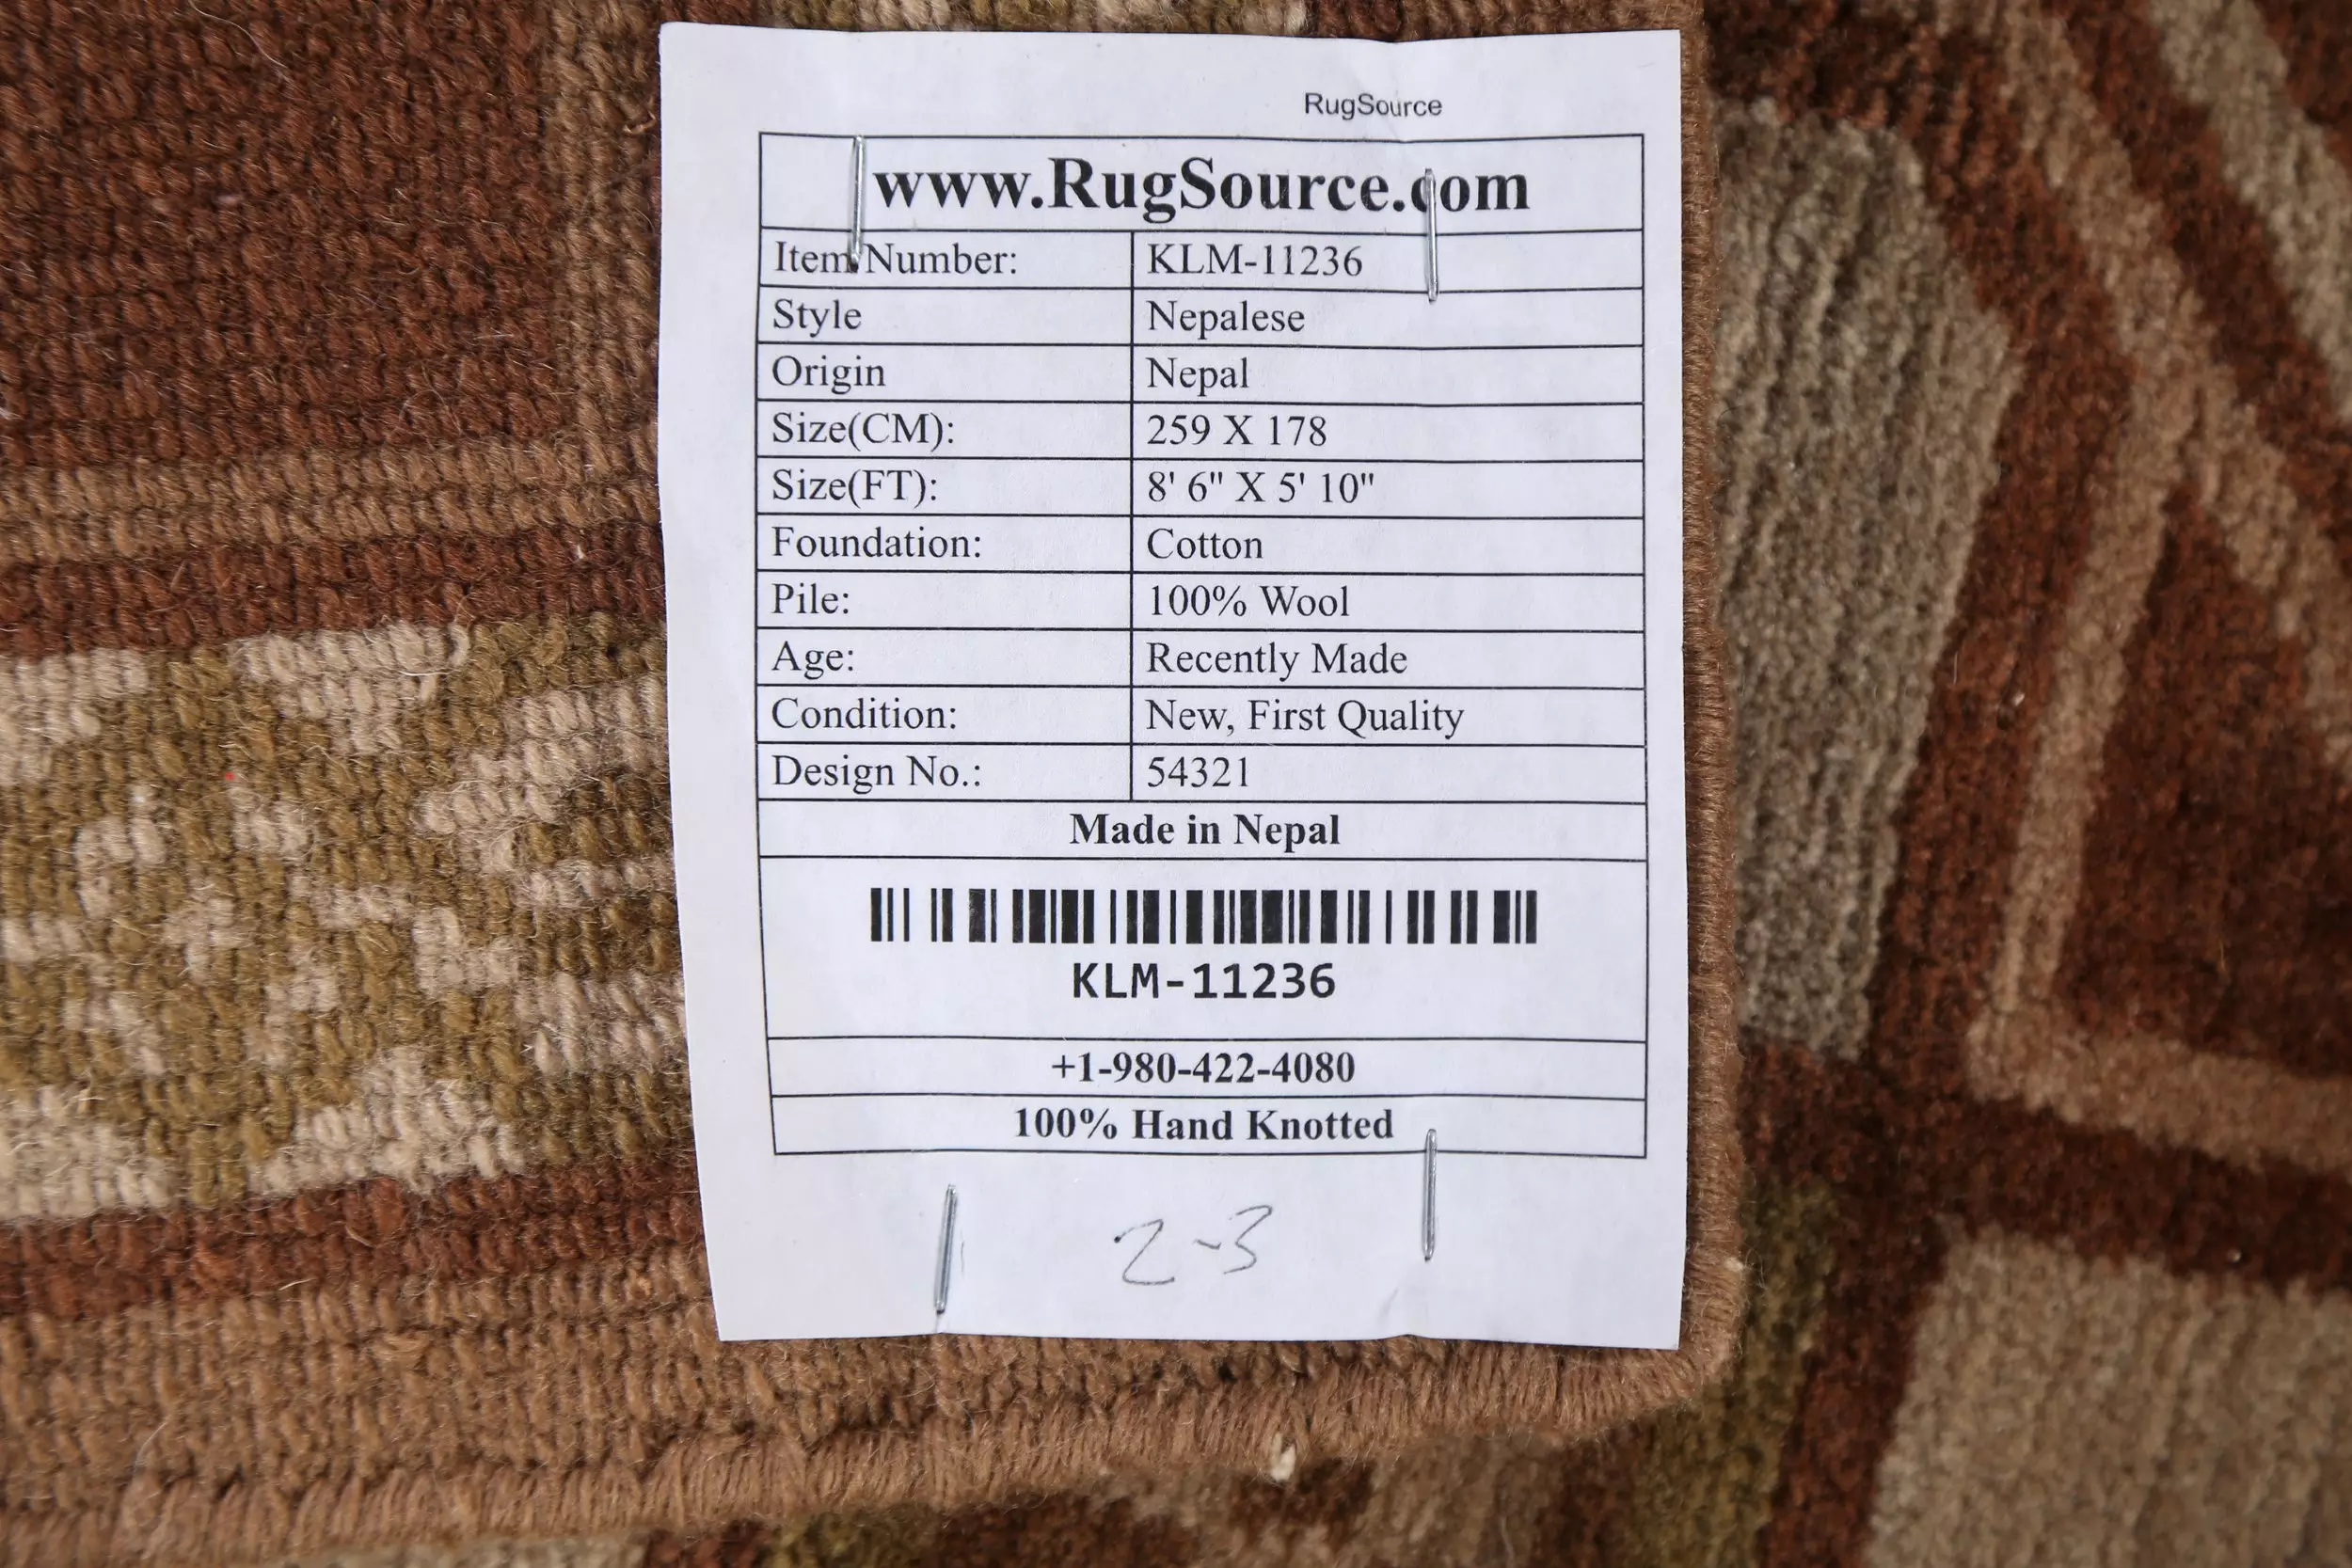 RugSource
www.RugSource.com
Item Number: KLM-11236
Style Nepalese
Origin Nepal
Size(CM): 259 X 178
Size(FT): 8' 6" X 5' 10"
Foundation: Cotton
Pile: 100% Wool
Age: Recently Made
Condition: New, First Quality
Design No.: 54321
Made in Nepal
KLM-11236
+1-980-422-4080
100% Hand Knotted
2-3